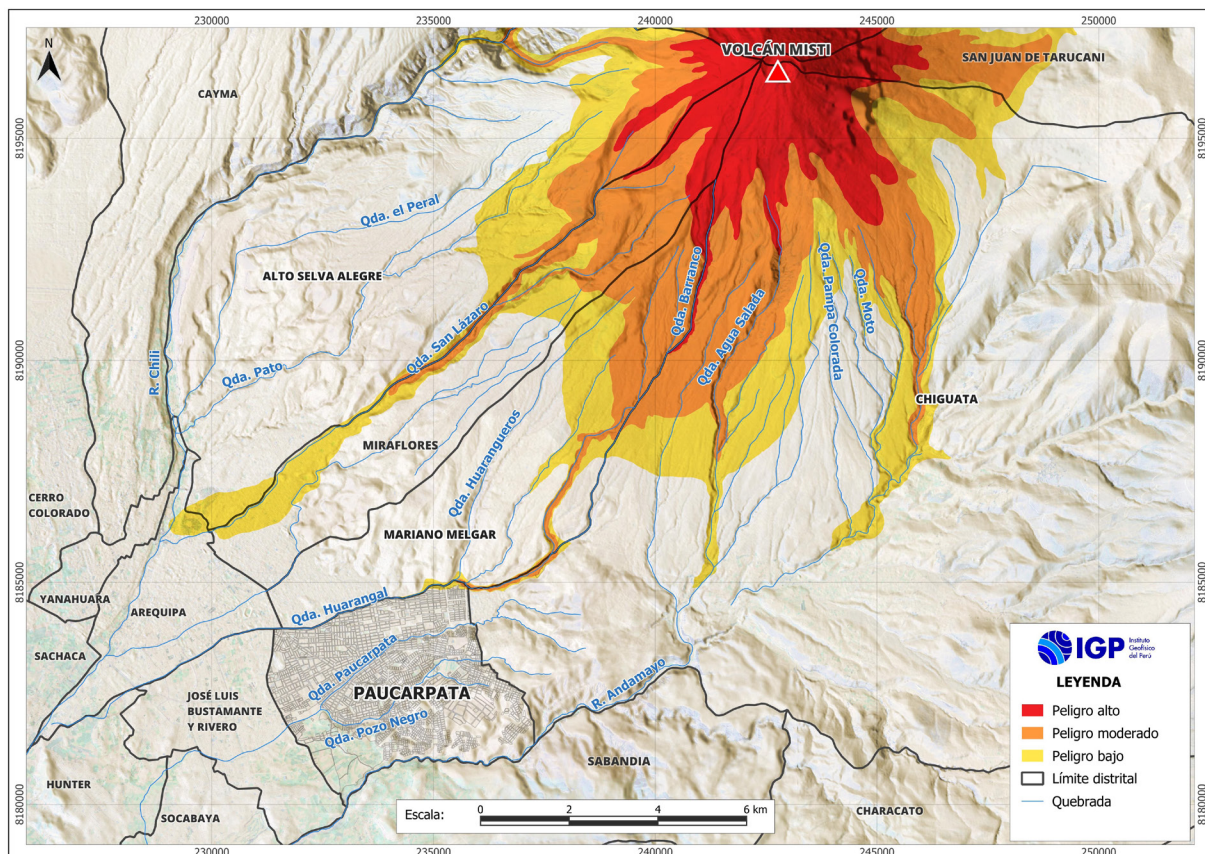 230000 235000 240000 245000 250000
N
VOLCÁN MISTI
SAN JUAN DE TARUCANI
CAYMA
8195000
8195000
Qda. el Peral
ALTO SELVA ALEGRE
Qda. Barranco
Qda. Pampa Colorada
Qda. Moto
Qda. San Lázaro
Qda. Agua Salada
R. Chili
Qda. Pato
8190000
8190000
CHIGUATA
MIRAFLORES
Qda. Huarangueros
CERRO
COLORADO
MARIANO MELGAR
8185000
8185000
YANAHUARA
AREQUIPA
Qda. Huarangal
SACHACA
Qda. Paucarpata
PAUCARPATA
R. Andamayo
JOSÉ LUIS
BUSTAMANTE
Y RIVERO
Qda. Pozo Negro
SABANDIA
HUNTER
8180000
8180000
SOCABAYA
CHARACATO
Escala:
0 2 4 6 km
IGP
Instituto
Geofísico
del Perú
LEYENDA
Peligro alto
Peligro moderado
Peligro bajo
Límite distrital
Quebrada
230000 235000 240000 245000 250000